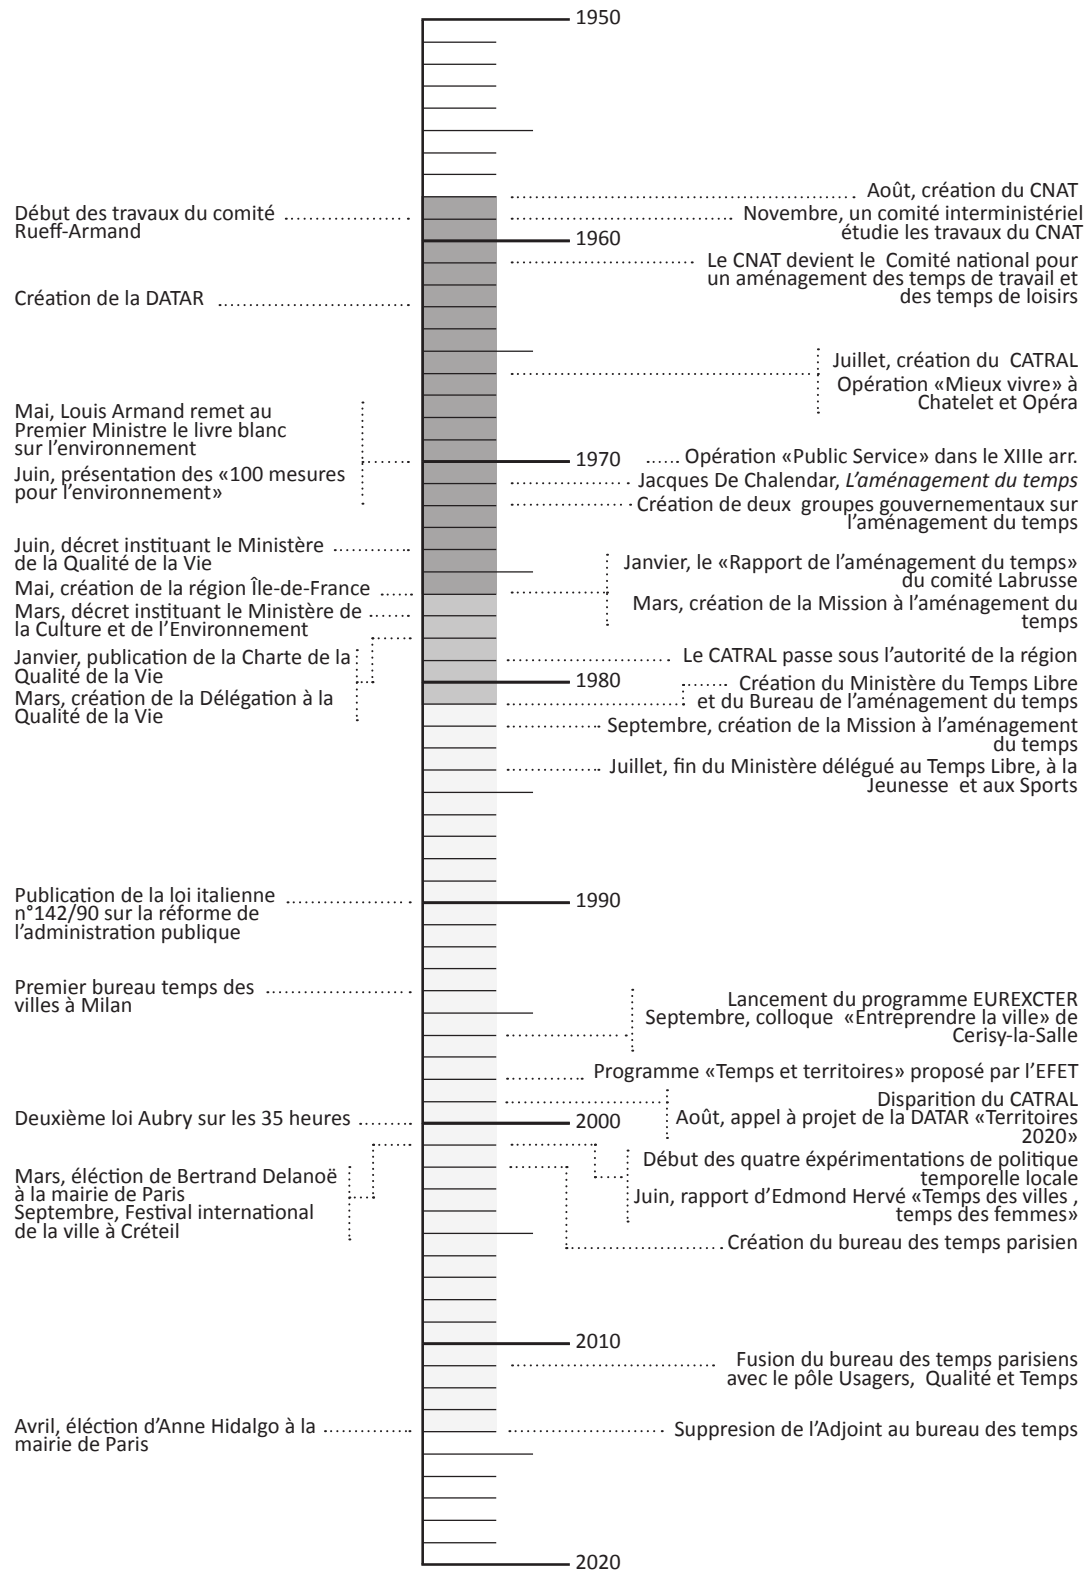 1950
Août, création du CNAT
Début des travaux du comité
Rueff-Armand
Novembre, un comité interministériel
étudie les travaux du CNAT
1960
Le CNAT devient le Comité national pour
un aménagement des temps de travail et
des temps de loisirs
Création de la DATAR
Juillet, création du CATRAL
Opération «Mieux vivre» à
Chatelet et Opéra
Mai, Louis Armand remet au
Premier Ministre le livre blanc
sur l'environnement
Juin, présentation des «100 mesures
pour l'environnement»
1970
Opération «Public Service» dans le XIIIe arr.
Jacques De Chalendar, L'aménagement du temps
Création de deux groupes gouvernementaux sur
l'aménagement du temps
Juin, décret instituant le Ministère
de la Qualité de la Vie
Janvier, le «Rapport de l'aménagement du temps»
du comité Labrusse
Mars, création de la Mission à l'aménagement du
temps
Mai, création de la région Île-de-France
Mars, décret instituant le Ministère de
la Culture et de l'Environnement
Janvier, publication de la Charte de la
Qualité de la Vie
Mars, création de la Délégation à la
Qualité de la Vie
Le CATRAL passe sous l'autorité de la région
1980
Création du Ministère du Temps Libre
et du Bureau de l'aménagement du temps
Septembre, création de la Mission à l'aménagement
du temps
Juillet, fin du Ministère délégué au Temps Libre, à la
Jeunesse et aux Sports
Publication de la loi italienne
n°142/90 sur la réforme de
l'administration publique
1990
Premier bureau temps des
villes à Milan
Lancement du programme EUREXCTER
Septembre, colloque «Entreprendre la ville» de
Cerisy-la-Salle
Programme «Temps et territoires» proposé par l'EFET
Disparition du CATRAL
Août, appel à projet de la DATAR «Territoires
2020»
Deuxième loi Aubry sur les 35 heures
2000
Début des quatre éxpérimentations de politique
temporelle locale
Juin, rapport d'Edmond Hervé «Temps des villes ,
temps des femmes»
Mars, éléction de Bertrand Delanoë
à la mairie de Paris
Septembre, Festival international
de la ville à Créteil
Création du bureau des temps parisien
2010
Fusion du bureau des temps parisiens
avec le pôle Usagers, Qualité et Temps
Avril, éléction d'Anne Hidalgo à la
mairie de Paris
Suppresion de l'Adjoint au bureau des temps
2020